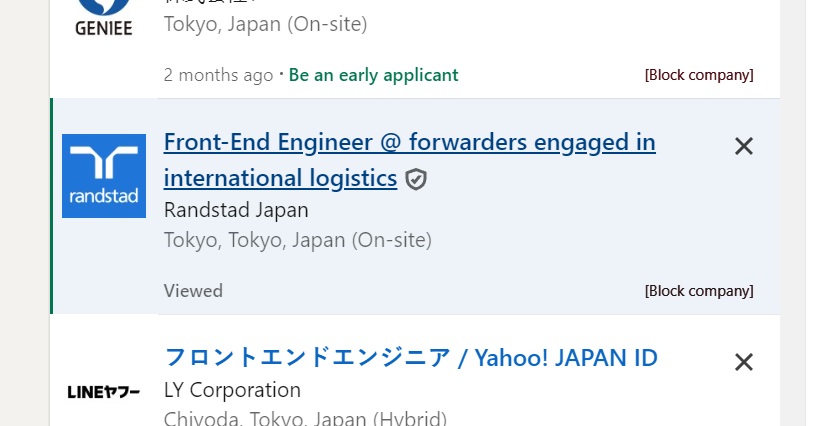 GENIEE
Tokyo, Japan (On-site)
2 months ago · Be an early applicant
[Block company]
randstad
Front-End Engineer @ forwarders engaged in
international logistics
Randstad Japan
Tokyo, Tokyo, Japan (On-site)
Viewed
[Block company]
フロントエンドエンジニア / Yahoo! JAPAN ID
LINEヤフー
LY Corporation
Chiyoda, Tokyo, Japan (Hybrid)